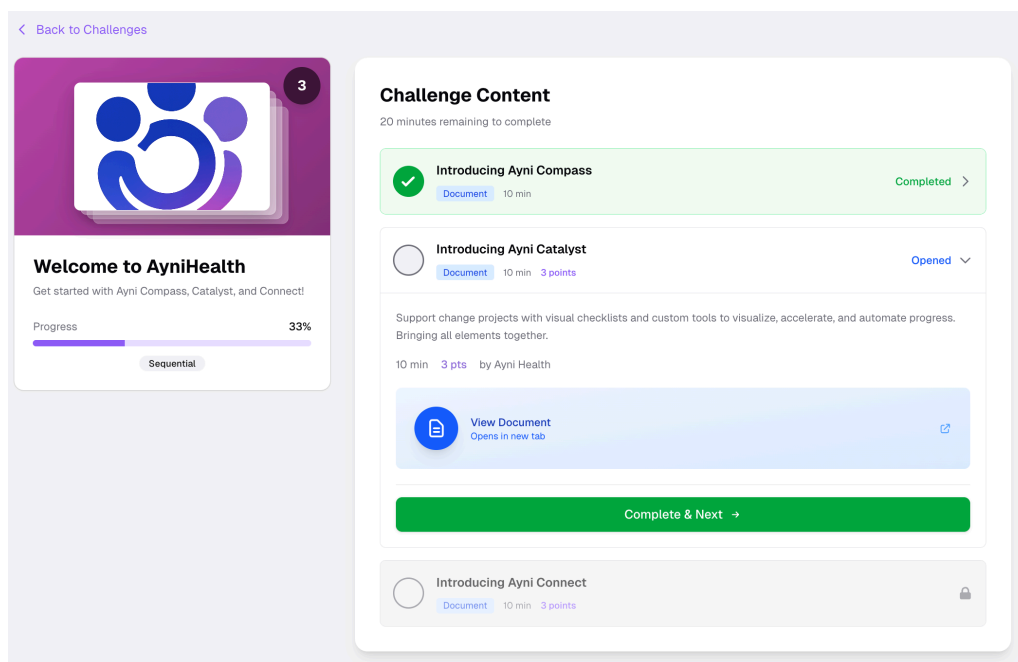 Back to Challenges
3
Welcome to AyniHealth
Get started with Ayni Compass, Catalyst, and Connect!
Progress 33%
Sequential
Challenge Content
20 minutes remaining to complete
Introducing Ayni Compass
Document 10 min
Completed
Introducing Ayni Catalyst
Document 10 min 3 points
Opened
Support change projects with visual checklists and custom tools to visualize, accelerate, and automate progress.
Bringing all elements together.
10 min 3 pts by Ayni Health
View Document
Opens in new tab
Complete & Next →
Introducing Ayni Connect
Document 10 min 3 points